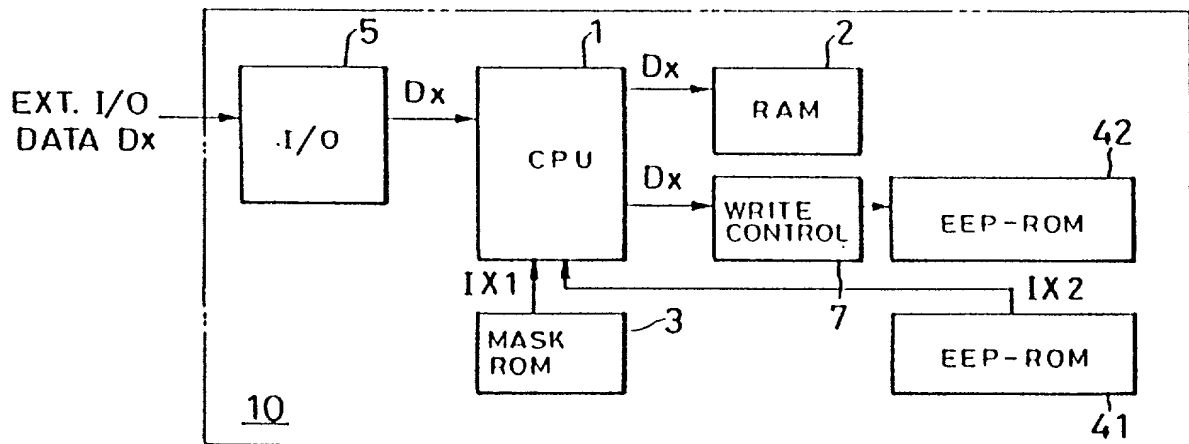 5
1
2
EXT. I/O
DATA Dx
Dx
Dx
I/O
CPU
RAM
42
Dx
WRITE
CONTROL
EEP-ROM
IX1
IX2
7
3
MASK
ROM
EEP-ROM
10
41